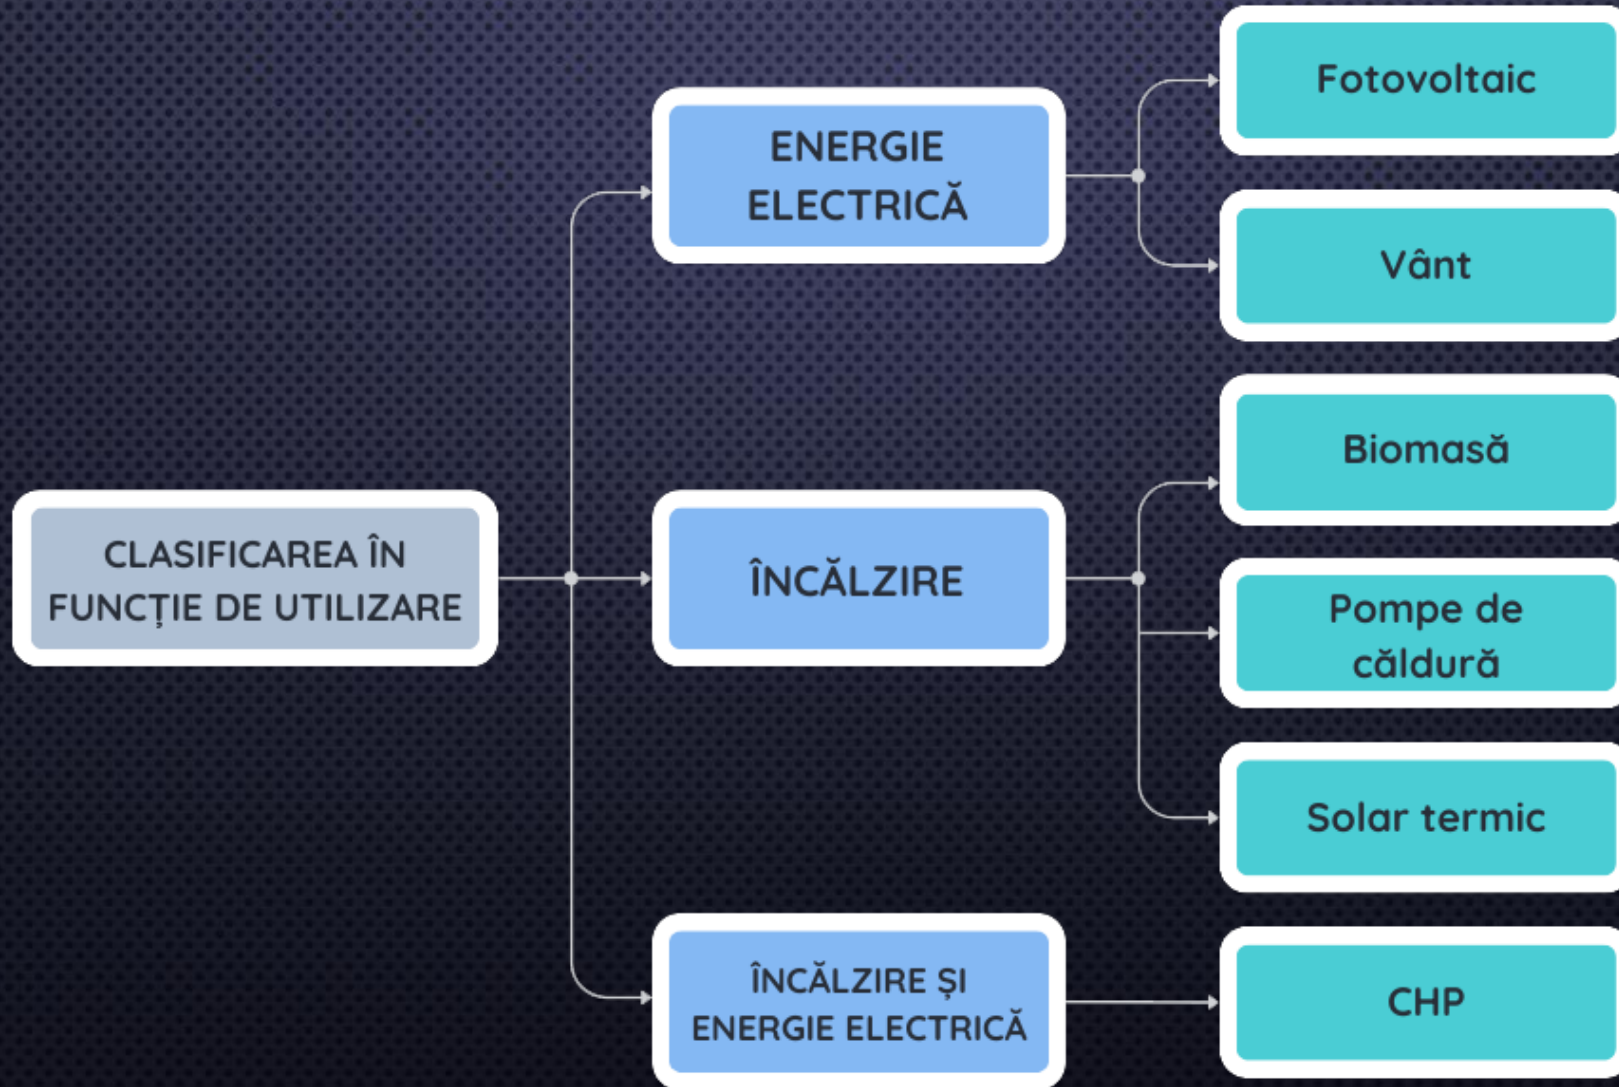 CLASIFICAREA ÎN
FUNCȚIE DE UTILIZARE
ENERGIE
ELECTRICĂ
Fotovoltaic
Vânt
ÎNCĂLZIRE
Biomasă
Pompe de
căldură
Solar termic
ÎNCĂLZIRE ȘI
ENERGIE ELECTRICĂ
CHP